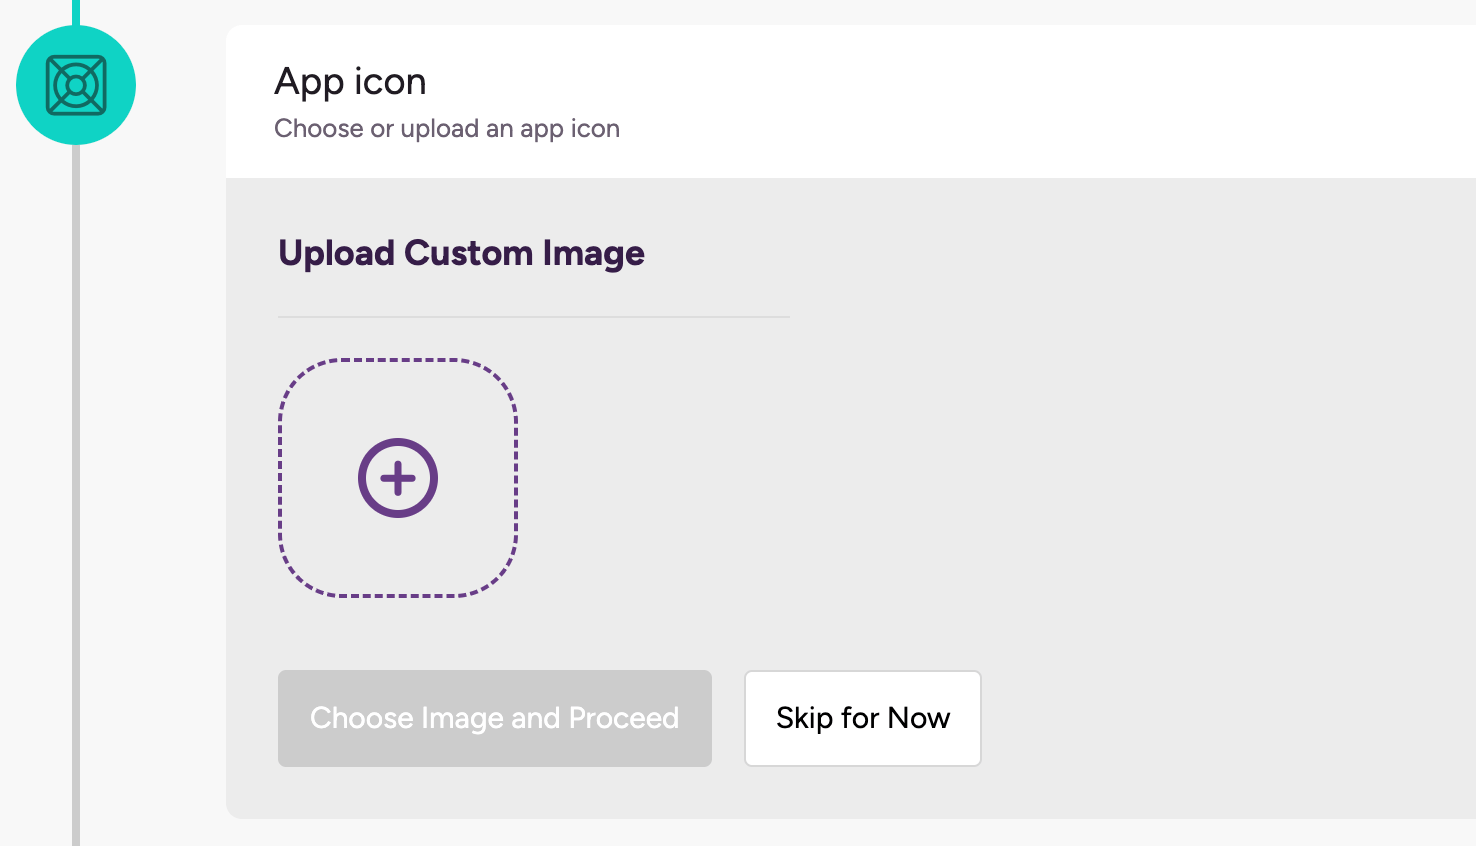 App icon
Choose or upload an app icon
Upload Custom Image
Choose Image and Proceed
Skip for Now